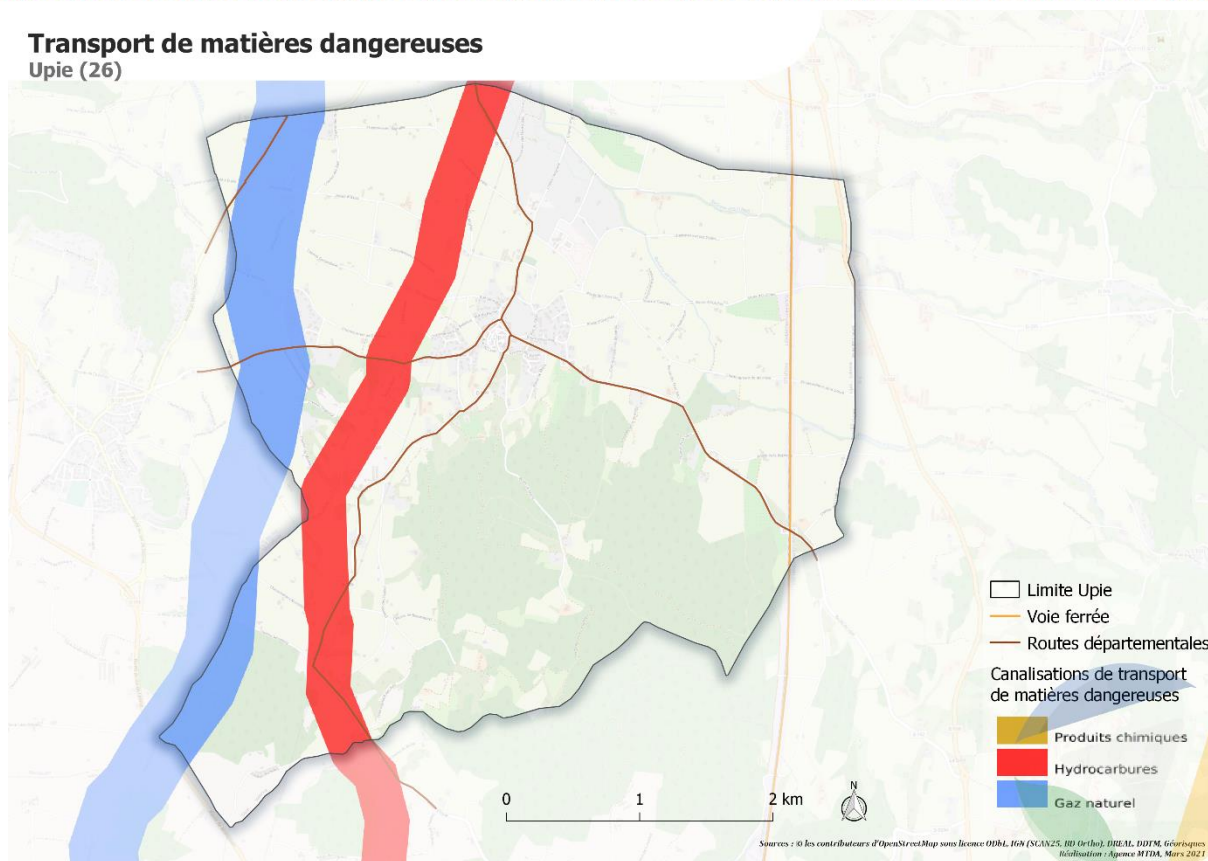 Transport de matières dangereuses
Upie (26)
Limite Upie
Voie ferrée
Routes départementales
Canalisations de transport
de matières dangereuses
Produits chimiques
Hydrocarbures
Gaz naturel
N
0 1 2 km
Sources : © les contributeurs d'OpenStreetMap sous licence ODbL, IGN (SCAN25, BD Ortho), DREAL, DDTM, Géorisques
Réalisation : Agence MTDA, Mars 2021